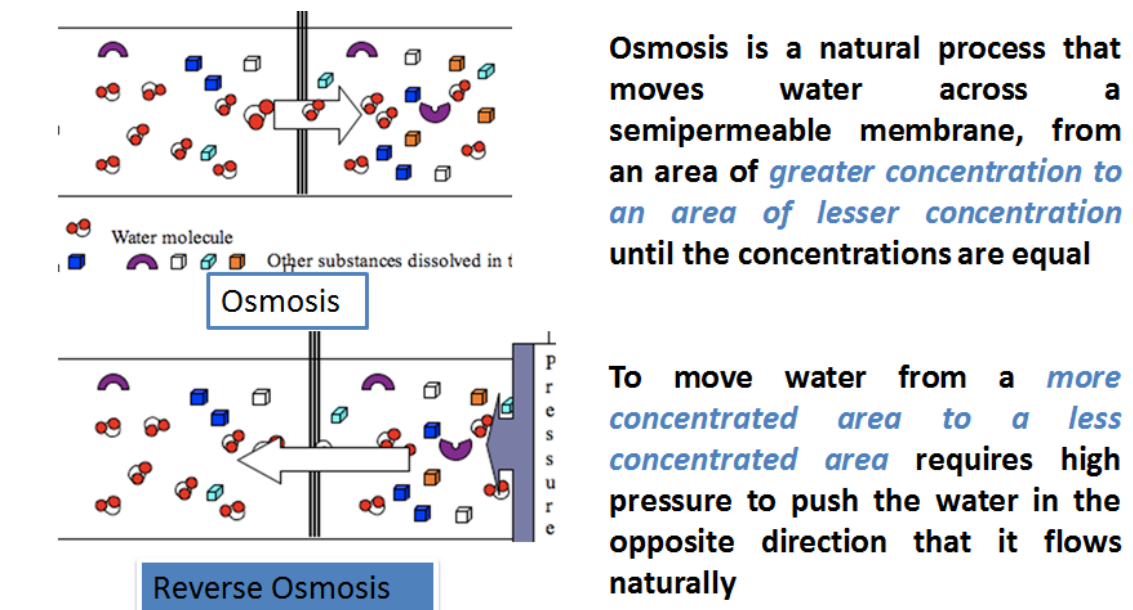 Osmosis is a natural process that
moves water across a
semipermeable membrane, from
an area of greater concentration to
an area of lesser concentration
until the concentrations are equal
Water molecule
Other substances dissolved in t
Osmosis
To move water from a more
concentrated area to a less
concentrated area requires high
pressure to push the water in the
opposite direction that it flows
naturally
Pressure
Reverse Osmosis